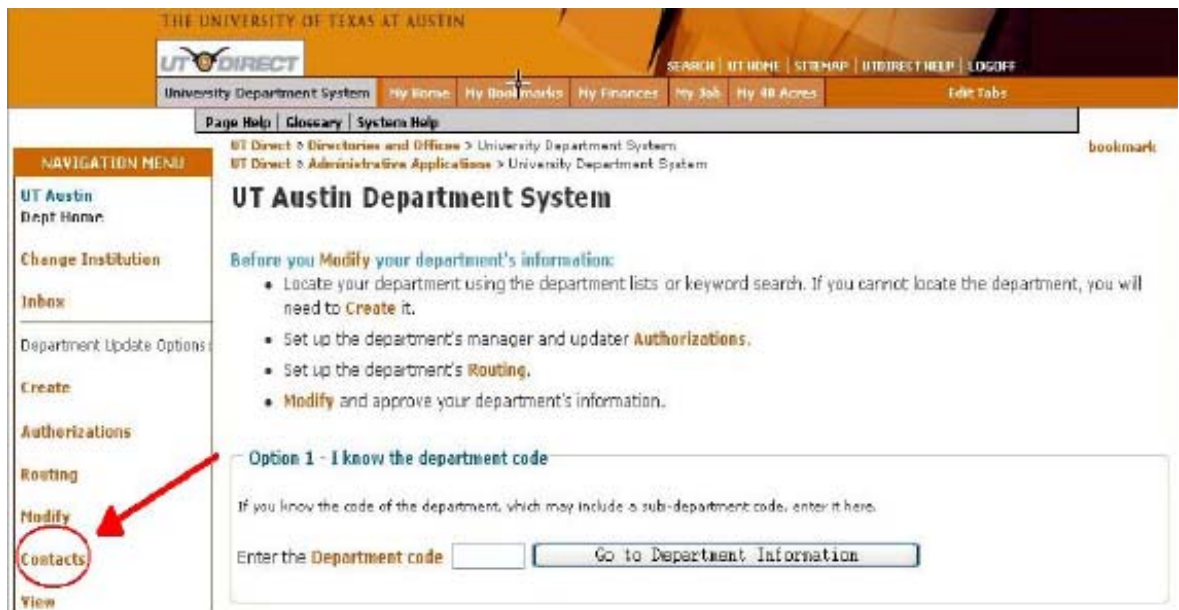 THE UNIVERSITY OF TEXAS AT AUSTIN
UT DIRECT
SEARCH | UT HOME | SITEMAP | UTDIRECT HELP | LOGOFF
University Department System My Home My Bookmarks My Finances My Job My 40 Acres Edit Tabs
Page Help | Glossary | System Help
UT Direct > Directories and Offices > University Department System bookmark
UT Direct > Administrative Applications > University Department System
NAVIGATION MENU
UT Austin
Dept Home
Change Institution
Inbox
Department Update Options:
Create
Authorizations
Routing
Modify
Contacts
View
UT Austin Department System
Before you Modify your department's information:
• Locate your department using the department lists or keyword search. If you cannot locate the department, you will
need to Create it.
• Set up the department's manager and updater Authorizations.
• Set up the department's Routing.
• Modify and approve your department's information.
Option 1 - I know the department code
If you know the code of the department, which may include a sub-department code, enter it here.
Enter the Department code Go to Department Information